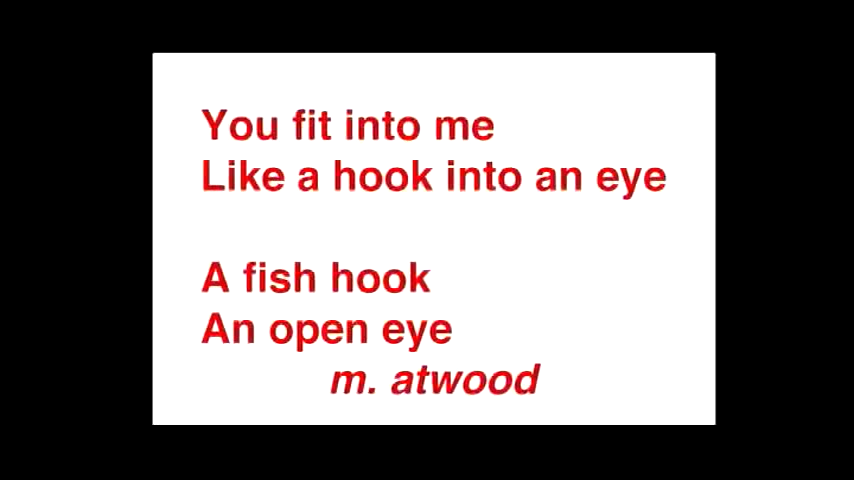 You fit into me
Like a hook into an eye
A fish hook
An open eye
m. atwood